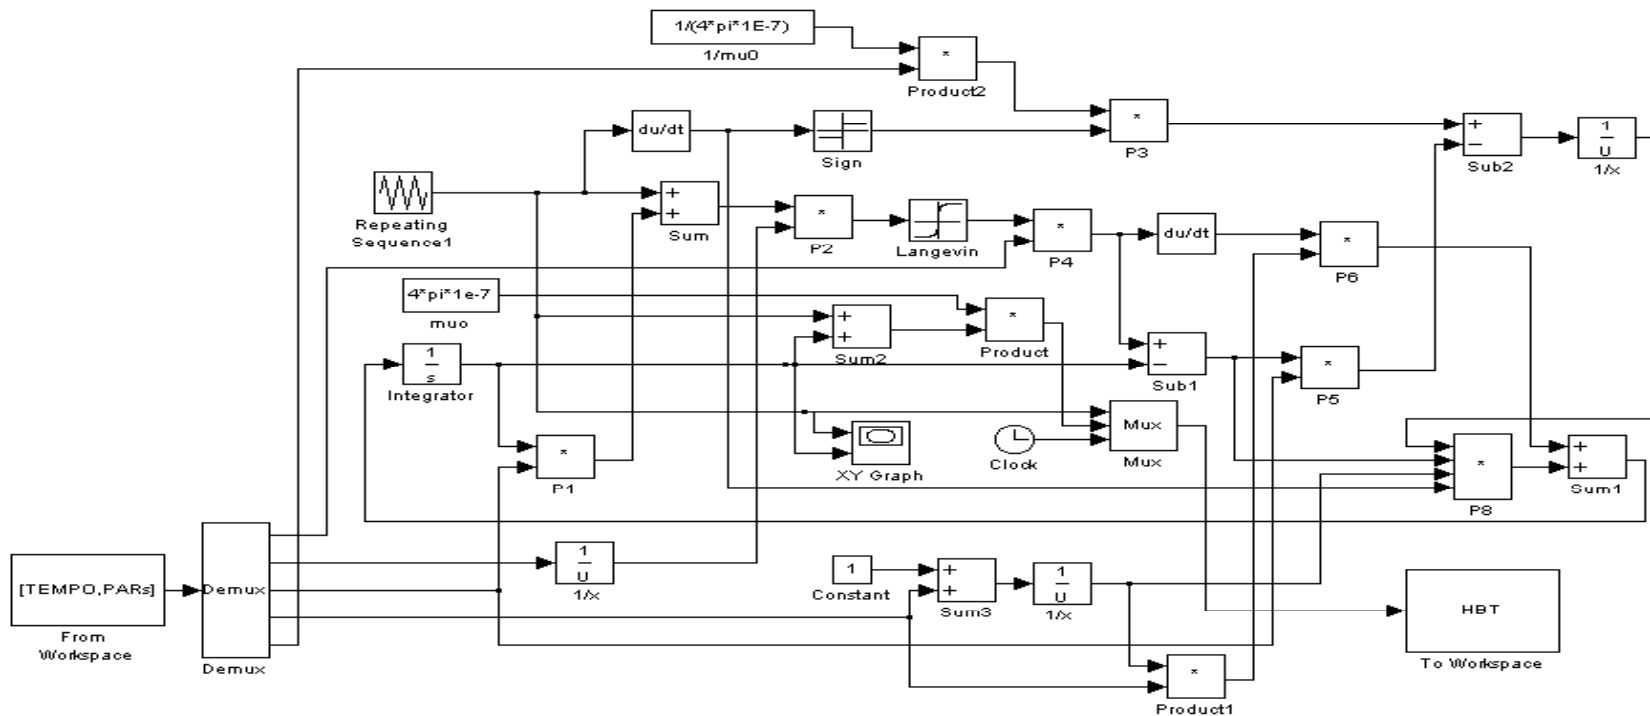 1/(4*pi*1E-7)
1/mu0
*
Product2
*
P3
du/dt
Sign
+
−
Sub2
1
U
1/x
Repeating
Sequence1
+
+
Sum
*
P2
Langevin
*
P4
du/dt
*
P6
4*pi*1e-7
muo
+
+
Sum2
*
Product
+
−
Sub1
*
P5
1
s
Integrator
*
P1
XY Graph
Clock
Mux
Mux
*
P8
+
+
Sum1
[TEMPO,PARs]
From
Workspace
Demux
Demux
1
U
1/x
1
Constant
+
+
Sum3
1
U
1/x
*
Product1
HBT
To Workspace